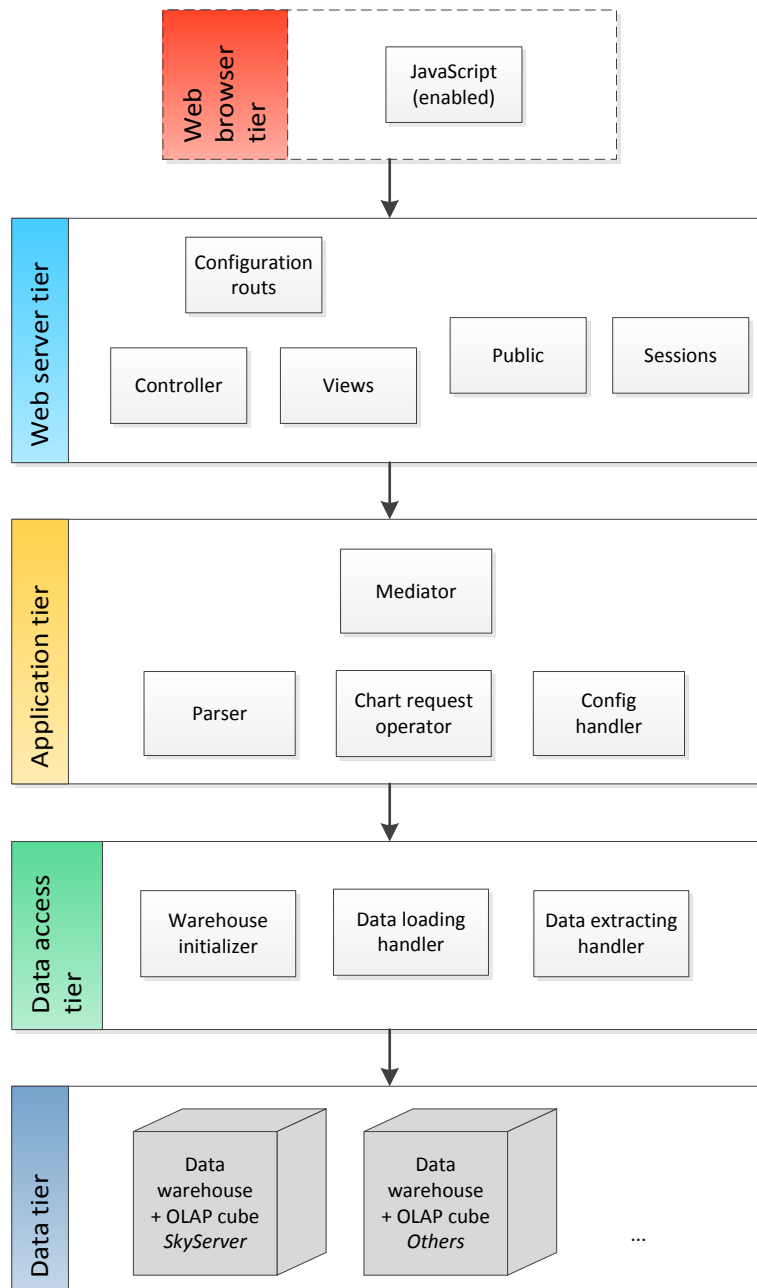 Web
browser
tier
JavaScript
(enabled)
Web server tier
Configuration
routs
Controller
Views
Public
Sessions
Application tier
Mediator
Parser
Chart request
operator
Config
handler
Data access
tier
Warehouse
initializer
Data loading
handler
Data extracting
handler
Data tier
Data
warehouse
+ OLAP cube
SkyServer
Data
warehouse
+ OLAP cube
Others
...